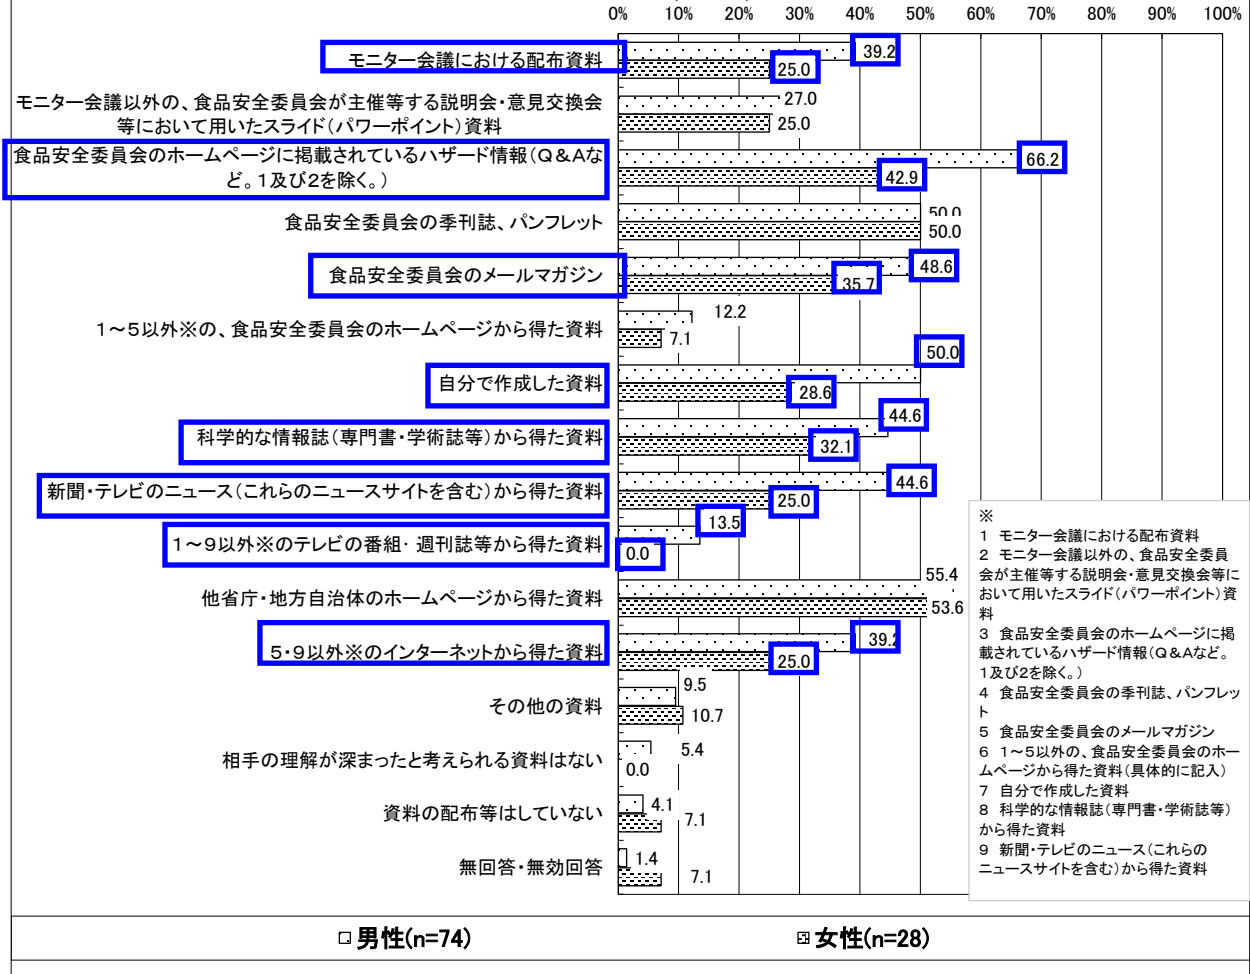 0% 10% 20% 30% 40% 50% 60% 70% 80% 90% 100%
モニター会議における配布資料
39.2
25.0
モニター会議以外の、食品安全委員会が主催等する説明会・意見交換会
等において用いたスライド(パワーポイント)資料
27.0
25.0
食品安全委員会のホームページに掲載されているハザード情報(Q&Aな
ど。1及び2を除く。)
66.2
42.9
食品安全委員会の季刊誌、パンフレット
50.0
50.0
食品安全委員会のメールマガジン
48.6
35.7
1~5以外※の、食品安全委員会のホームページから得た資料
12.2
7.1
自分で作成した資料
50.0
28.6
科学的な情報誌(専門書・学術誌等)から得た資料
44.6
32.1
新聞・テレビのニュース(これらのニュースサイトを含む)から得た資料
44.6
25.0
1~9以外※のテレビの番組・週刊誌等から得た資料
13.5
0.0
他省庁・地方自治体のホームページから得た資料
55.4
53.6
5・9以外※のインターネットから得た資料
39.2
25.0
その他の資料
9.5
10.7
相手の理解が深まったと考えられる資料はない
5.4
0.0
資料の配布等はしていない
4.1
7.1
無回答・無効回答
1.4
7.1
※
1 モニター会議における配布資料
2 モニター会議以外の、食品安全委員
会が主催等する説明会・意見交換会等に
おいて用いたスライド(パワーポイント)資
料
3 食品安全委員会のホームページに掲
載されているハザード情報(Q&Aなど。
1及び2を除く。)
4 食品安全委員会の季刊誌、パンフレッ
ト
5 食品安全委員会のメールマガジン
6 1~5以外の、食品安全委員会のホー
ムページから得た資料(具体的に記入)
7 自分で作成した資料
8 科学的な情報誌(専門書・学術誌等)
から得た資料
9 新聞・テレビのニュース(これらの
ニュースサイトを含む)から得た資料
男性(n=74) 女性(n=28)